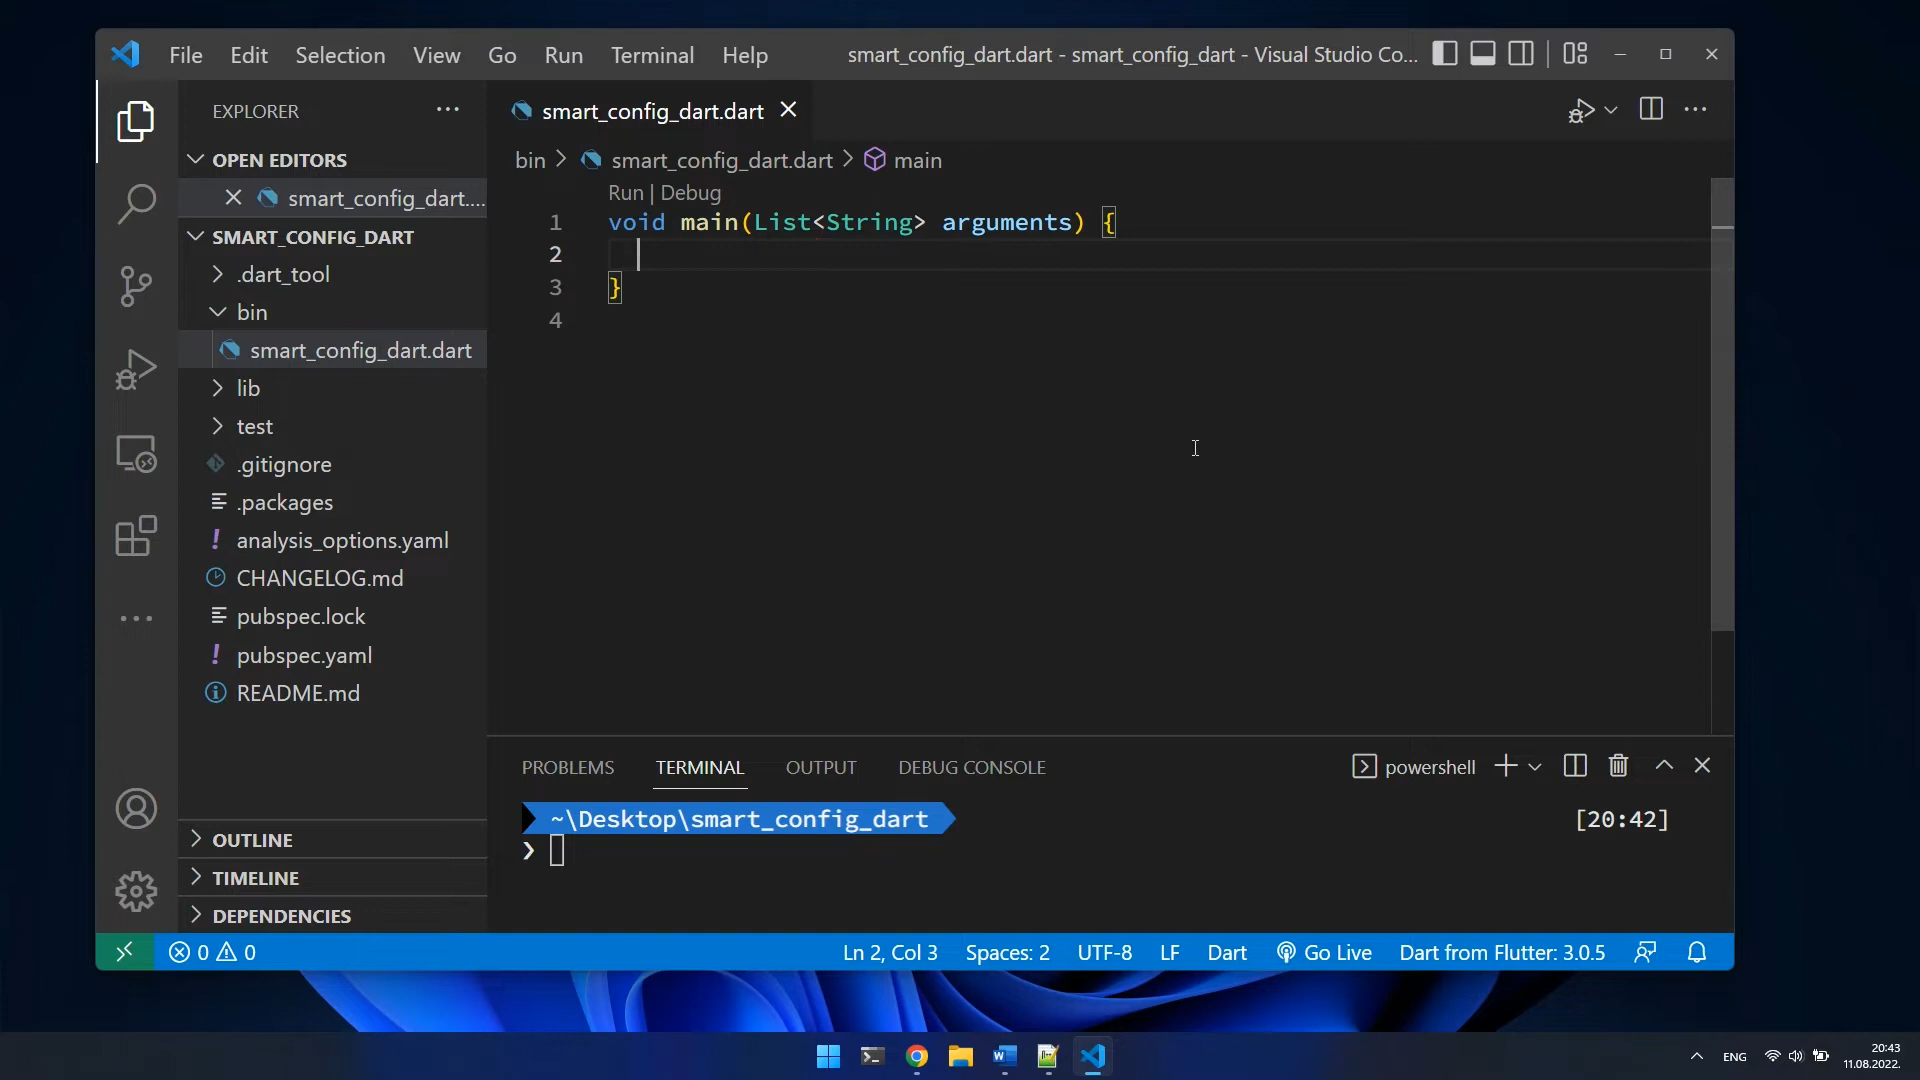 File Edit Selection View Go Run Terminal Help smart_config_dart.dart - smart_config_dart - Visual Studio Co...
EXPLORER
OPEN EDITORS
smart_config_dart....
SMART_CONFIG_DART
.dart_tool
bin
smart_config_dart.dart
lib
test
.gitignore
.packages
analysis_options.yaml
CHANGELOG.md
pubspec.lock
pubspec.yaml
README.md
OUTLINE
TIMELINE
DEPENDENCIES
smart_config_dart.dart
bin > smart_config_dart.dart > main
Run | Debug
1 void main(List<String> arguments) {
2
3 }
4
PROBLEMS TERMINAL OUTPUT DEBUG CONSOLE powershell
~\Desktop\smart_config_dart [20:42]
❯
0 0 Ln 2, Col 3 Spaces: 2 UTF-8 LF Dart Go Live Dart from Flutter: 3.0.5
ENG 20:43
11.08.2022.